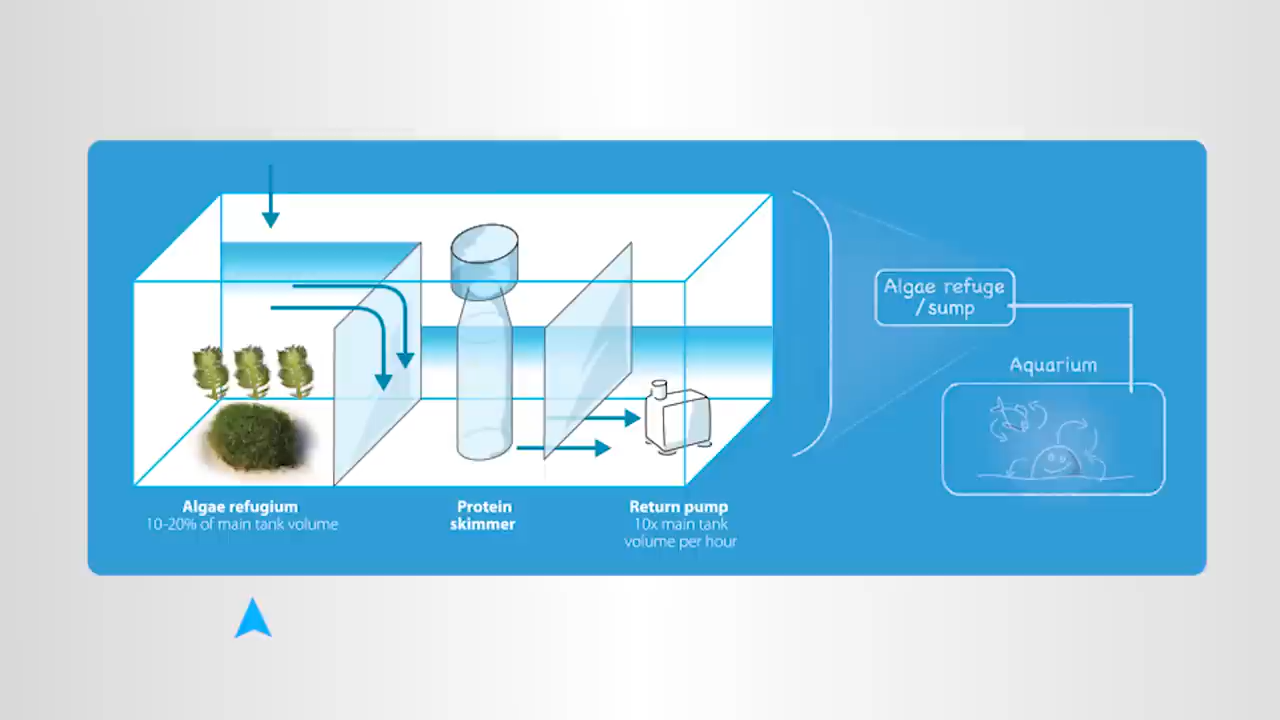 Algae refuge
/sump
Aquarium
Algae refugium
10-20% of main tank volume
Protein
skimmer
Return pump
10x main tank
volume per hour